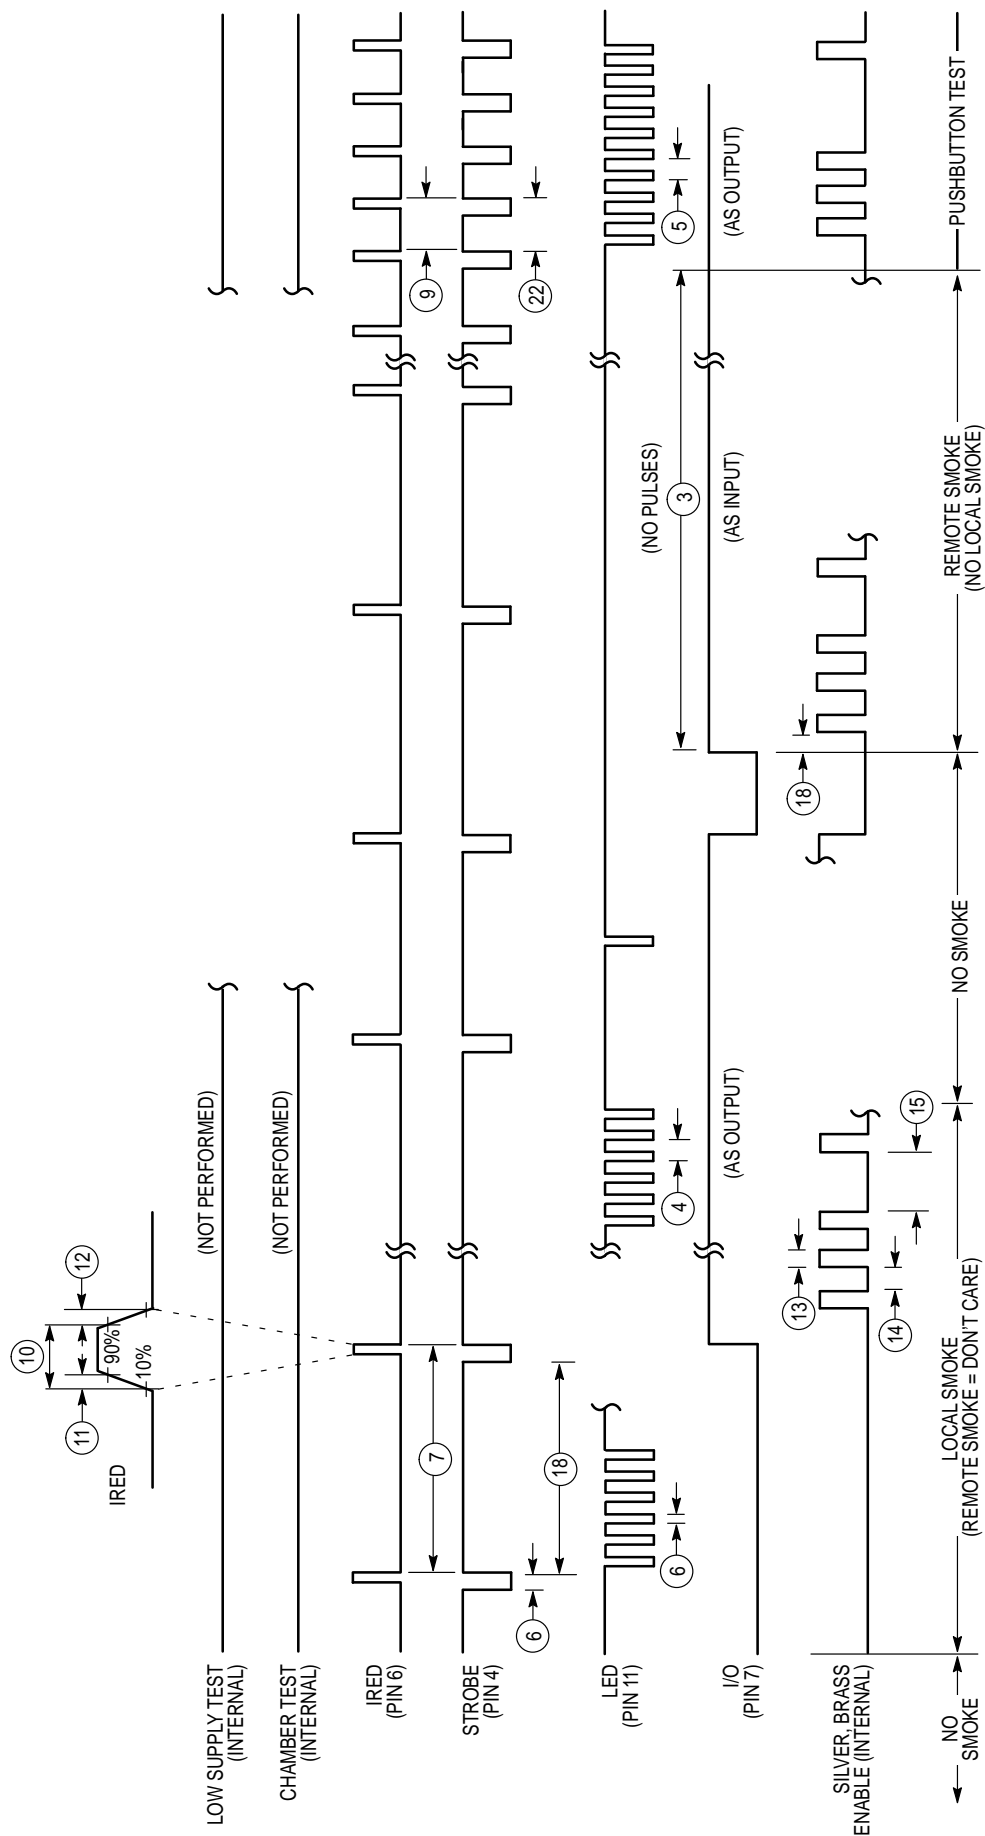 IRED
11
10
12
90%
10%
LOW SUPPLY TEST
(INTERNAL)
(NOT PERFORMED)
CHAMBER TEST
(INTERNAL)
(NOT PERFORMED)
IRED
(PIN 6)
7
9
STROBE
(PIN 4)
6
18
22
LED
(PIN 11)
6
4
(NO PULSES)
5
3
I/O
(PIN 7)
(AS OUTPUT)
(AS INPUT)
(AS OUTPUT)
SILVER, BRASS
ENABLE (INTERNAL)
13
14
15
18
NO
SMOKE
LOCAL SMOKE
(REMOTE SMOKE = DON'T CARE)
NO SMOKE
REMOTE SMOKE
(NO LOCAL SMOKE)
PUSHBUTTON TEST